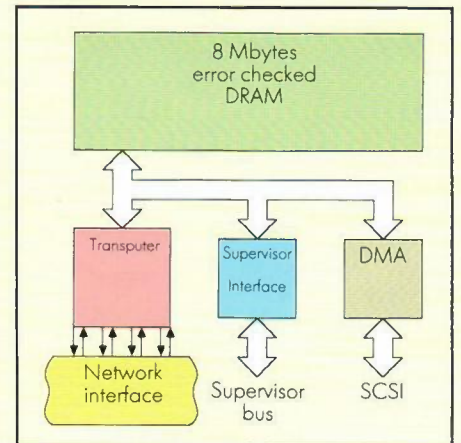 8 Mbytes
error checked
DRAM
Transputer
Supervisor
Interface
DMA
Network
interface
Supervisor
bus
SCSI